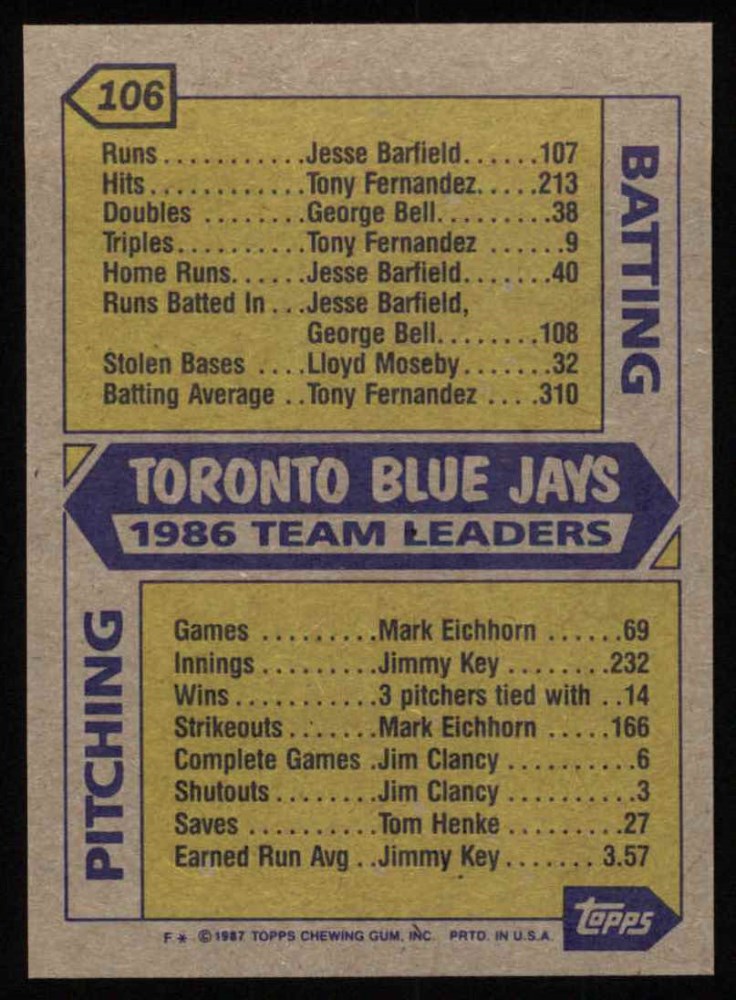 106
BATTING
Runs...........Jesse Barfield......107
Hits............Tony Fernandez.....213
Doubles ........George Bell.........38
Triples..........Tony Fernandez ......9
Home Runs......Jesse Barfield.......40
Runs Batted In ...Jesse Barfield,
George Bell........108
Stolen Bases ....Lloyd Moseby.......32
Batting Average ..Tony Fernandez ....310
TORONTO BLUE JAYS
1986 TEAM LEADERS
PITCHING
Games .........Mark Eichhorn ......69
Innings.........Jimmy Key ........232
Wins...........3 pitchers tied with ..14
Strikeouts.......Mark Eichhorn .....166
Complete Games .Jim Clancy ..........6
Shutouts........Jim Clancy ..........3
Saves ..........Tom Henke .........27
Earned Run Avg ..Jimmy Key.......3.57
topps
F* ©1987 TOPPS CHEWING GUM, INC. PRTD. IN U.S.A.